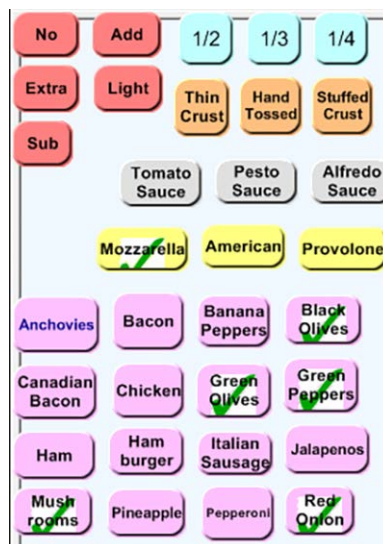 No Add 1/2 1/3 1/4
Extra Light Thin Crust Hand Tossed Stuffed Crust
Sub
Tomato Sauce Pesto Sauce Alfredo Sauce
Mozzarella American Provolone
Anchovies Bacon Banana Peppers Black Olives
Canadian Bacon Chicken Green Olives Green Peppers
Ham Ham burger Italian Sausage Jalapenos
Mush rooms Pineapple Pepperoni Red Onion